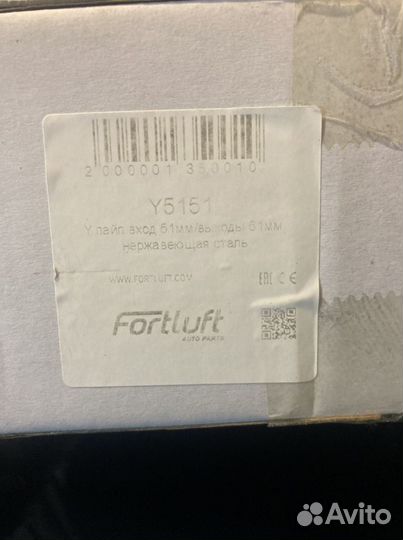 2 000001 350010
Y5151
Y пайп вход 51мм/выходы 51мм
нержавеющая сталь
WWW.FORTLUFT.COM
EAC CE
Fortluft
AUTO PARTS
Avito